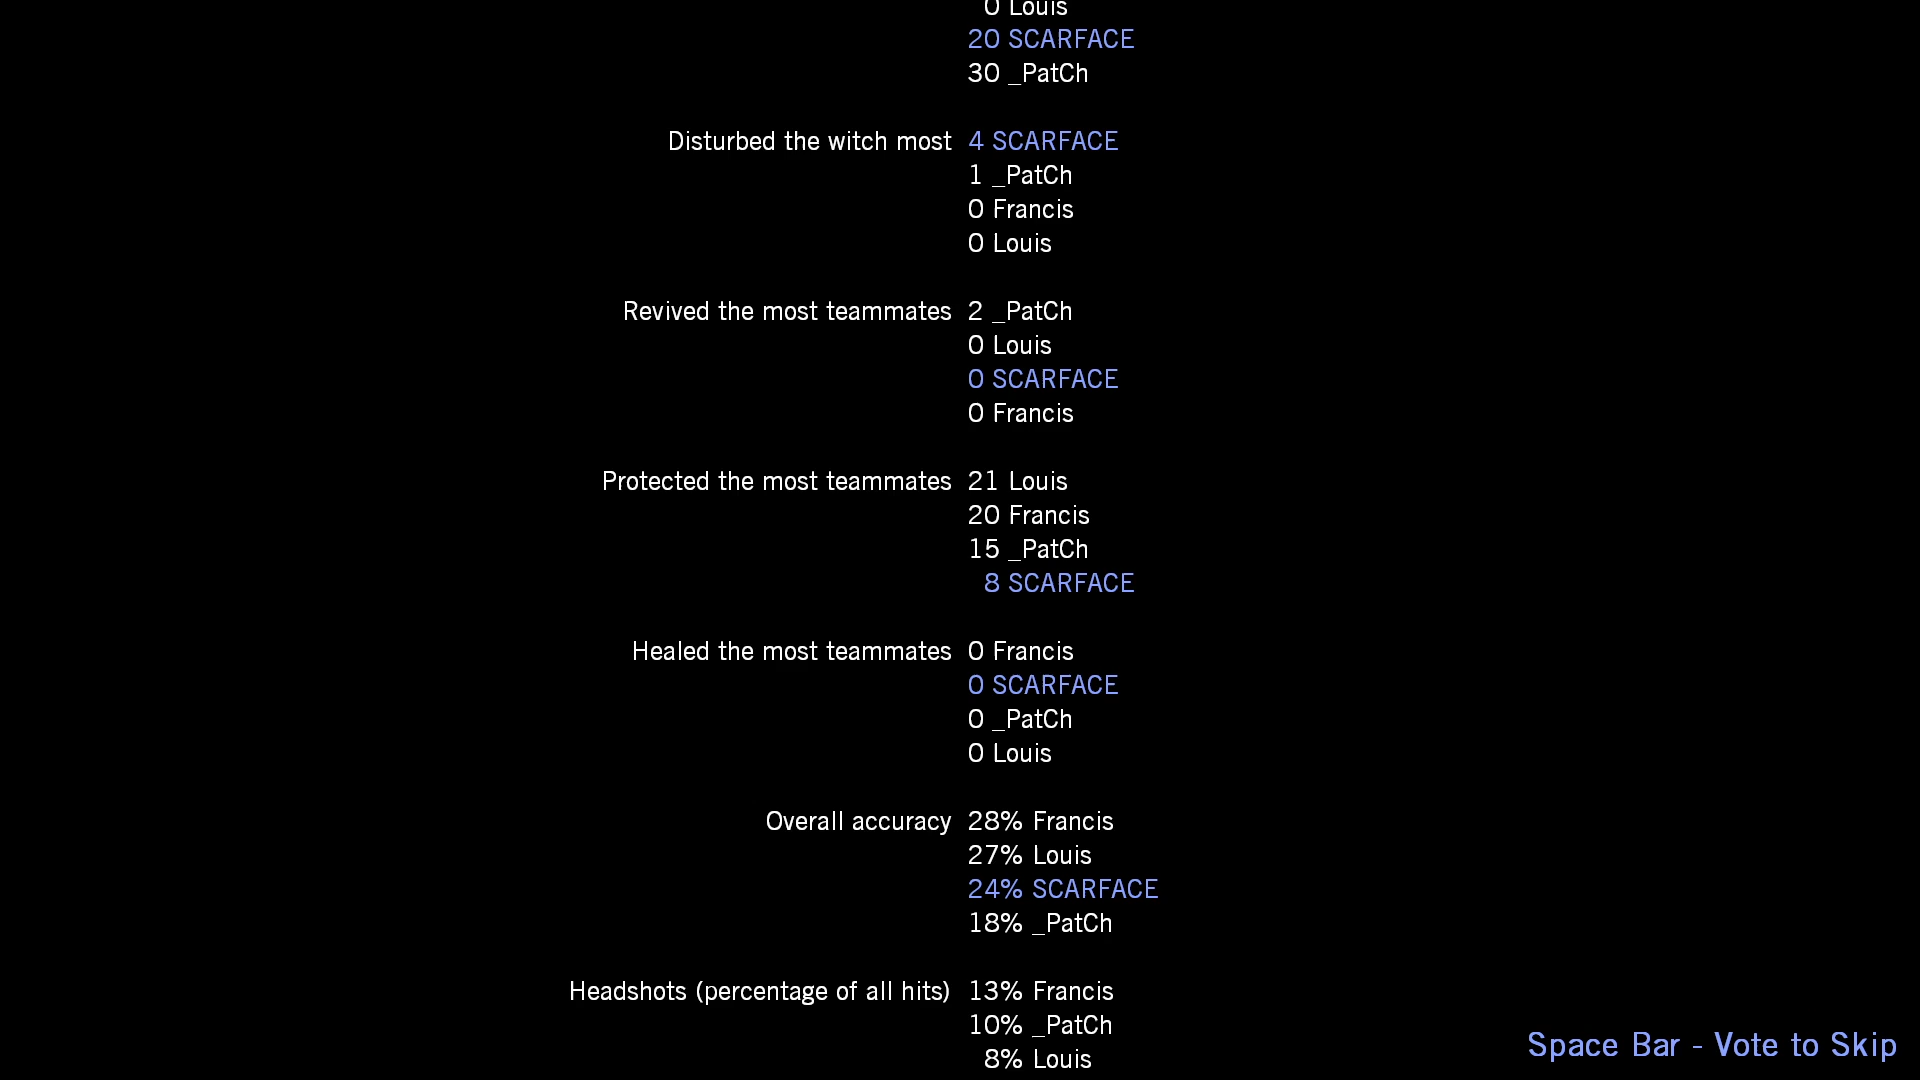 0 Louis
20 SCARFACE
30 _PatCh
Disturbed the witch most 4 SCARFACE
1 _PatCh
0 Francis
0 Louis
Revived the most teammates 2 _PatCh
0 Louis
0 SCARFACE
0 Francis
Protected the most teammates 21 Louis
20 Francis
15 _PatCh
8 SCARFACE
Healed the most teammates 0 Francis
0 SCARFACE
0 _PatCh
0 Louis
Overall accuracy 28% Francis
27% Louis
24% SCARFACE
18% _PatCh
Headshots (percentage of all hits) 13% Francis
10% _PatCh
8% Louis
Space Bar - Vote to Skip